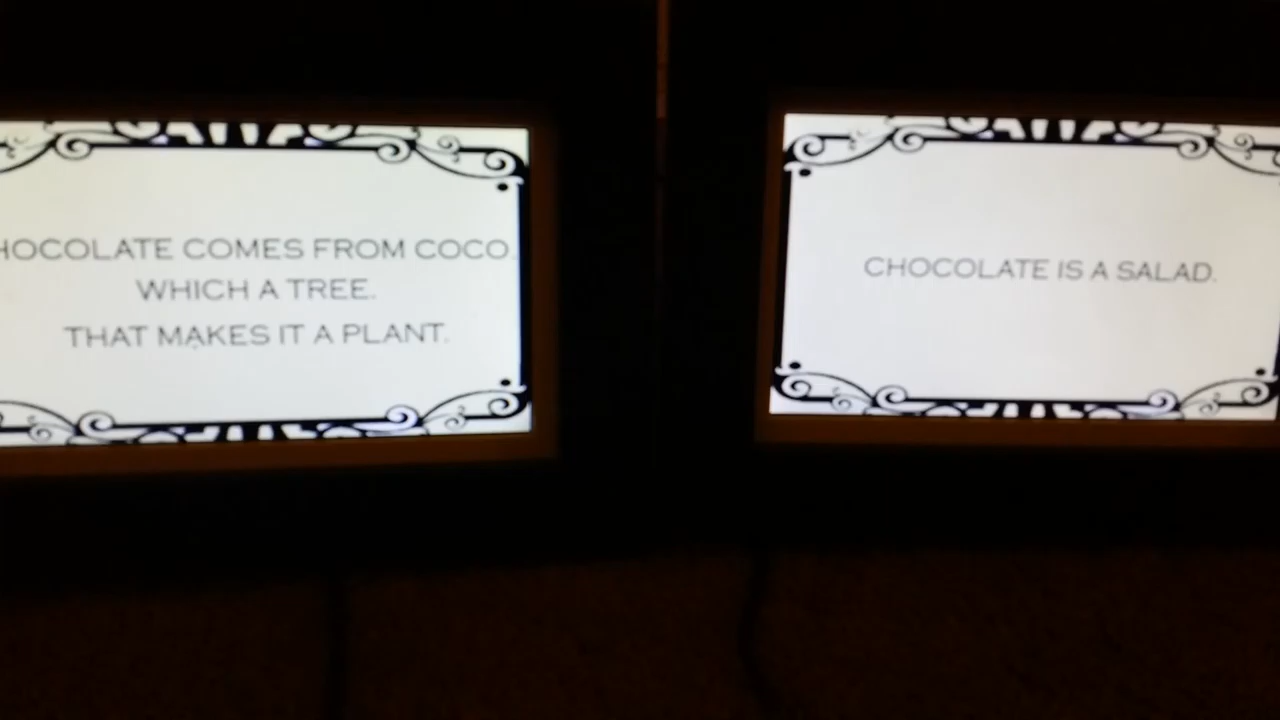 HOCOLATE COMES FROM COCO.
WHICH A TREE.
THAT MAKES IT A PLANT.
CHOCOLATE IS A SALAD.